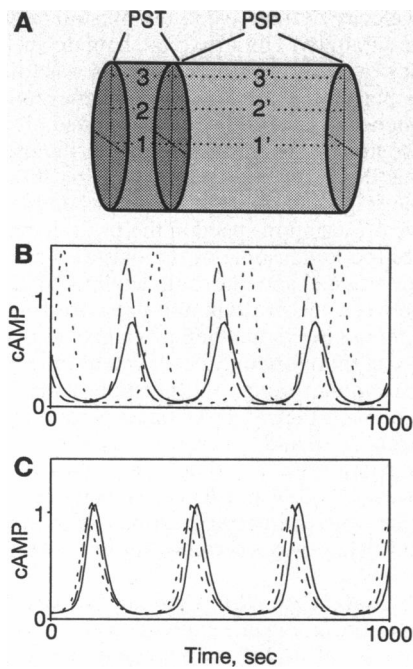 A
PST PSP
3 3'
2 2'
1 1'
B
cAMP
1
0
0 1000
C
cAMP
1
0
0 1000
Time, sec